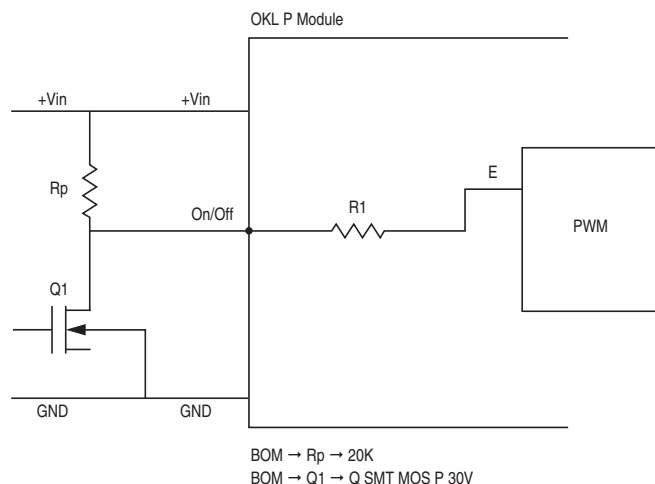 OKL P Module
+Vin
+Vin
Rp
E
On/Off
R1
PWM
Q1
GND
GND
BOM → Rp → 20K
BOM → Q1 → Q SMT MOS P 30V